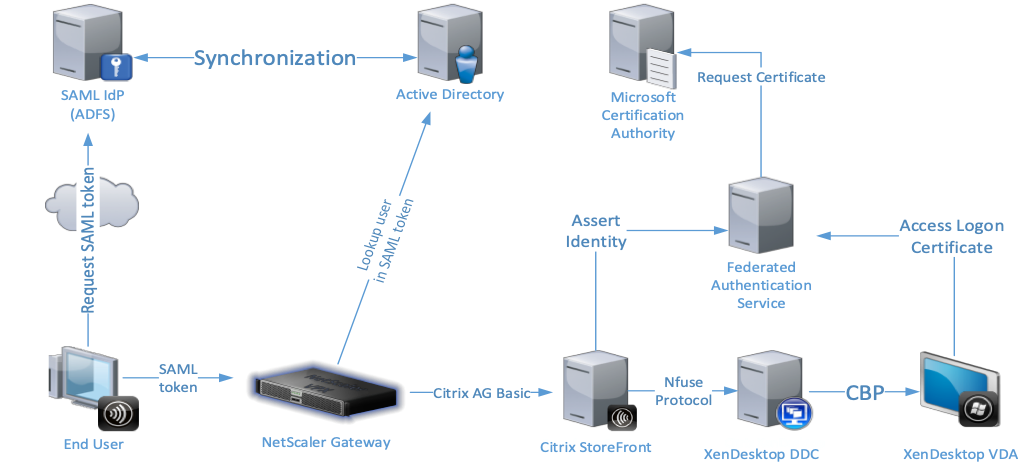 Synchronization
SAML IdP
(ADFS)
Active Directory
Request Certificate
Microsoft
Certification
Authority
Request SAML token
Lookup user
in SAML token
Assert
Identity
Access Logon
Certificate
Federated
Authentication
Service
SAML
token
Citrix AG Basic
Nfuse
Protocol
CBP
End User
NetScaler Gateway
Citrix StoreFront
XenDesktop DDC
XenDesktop VDA